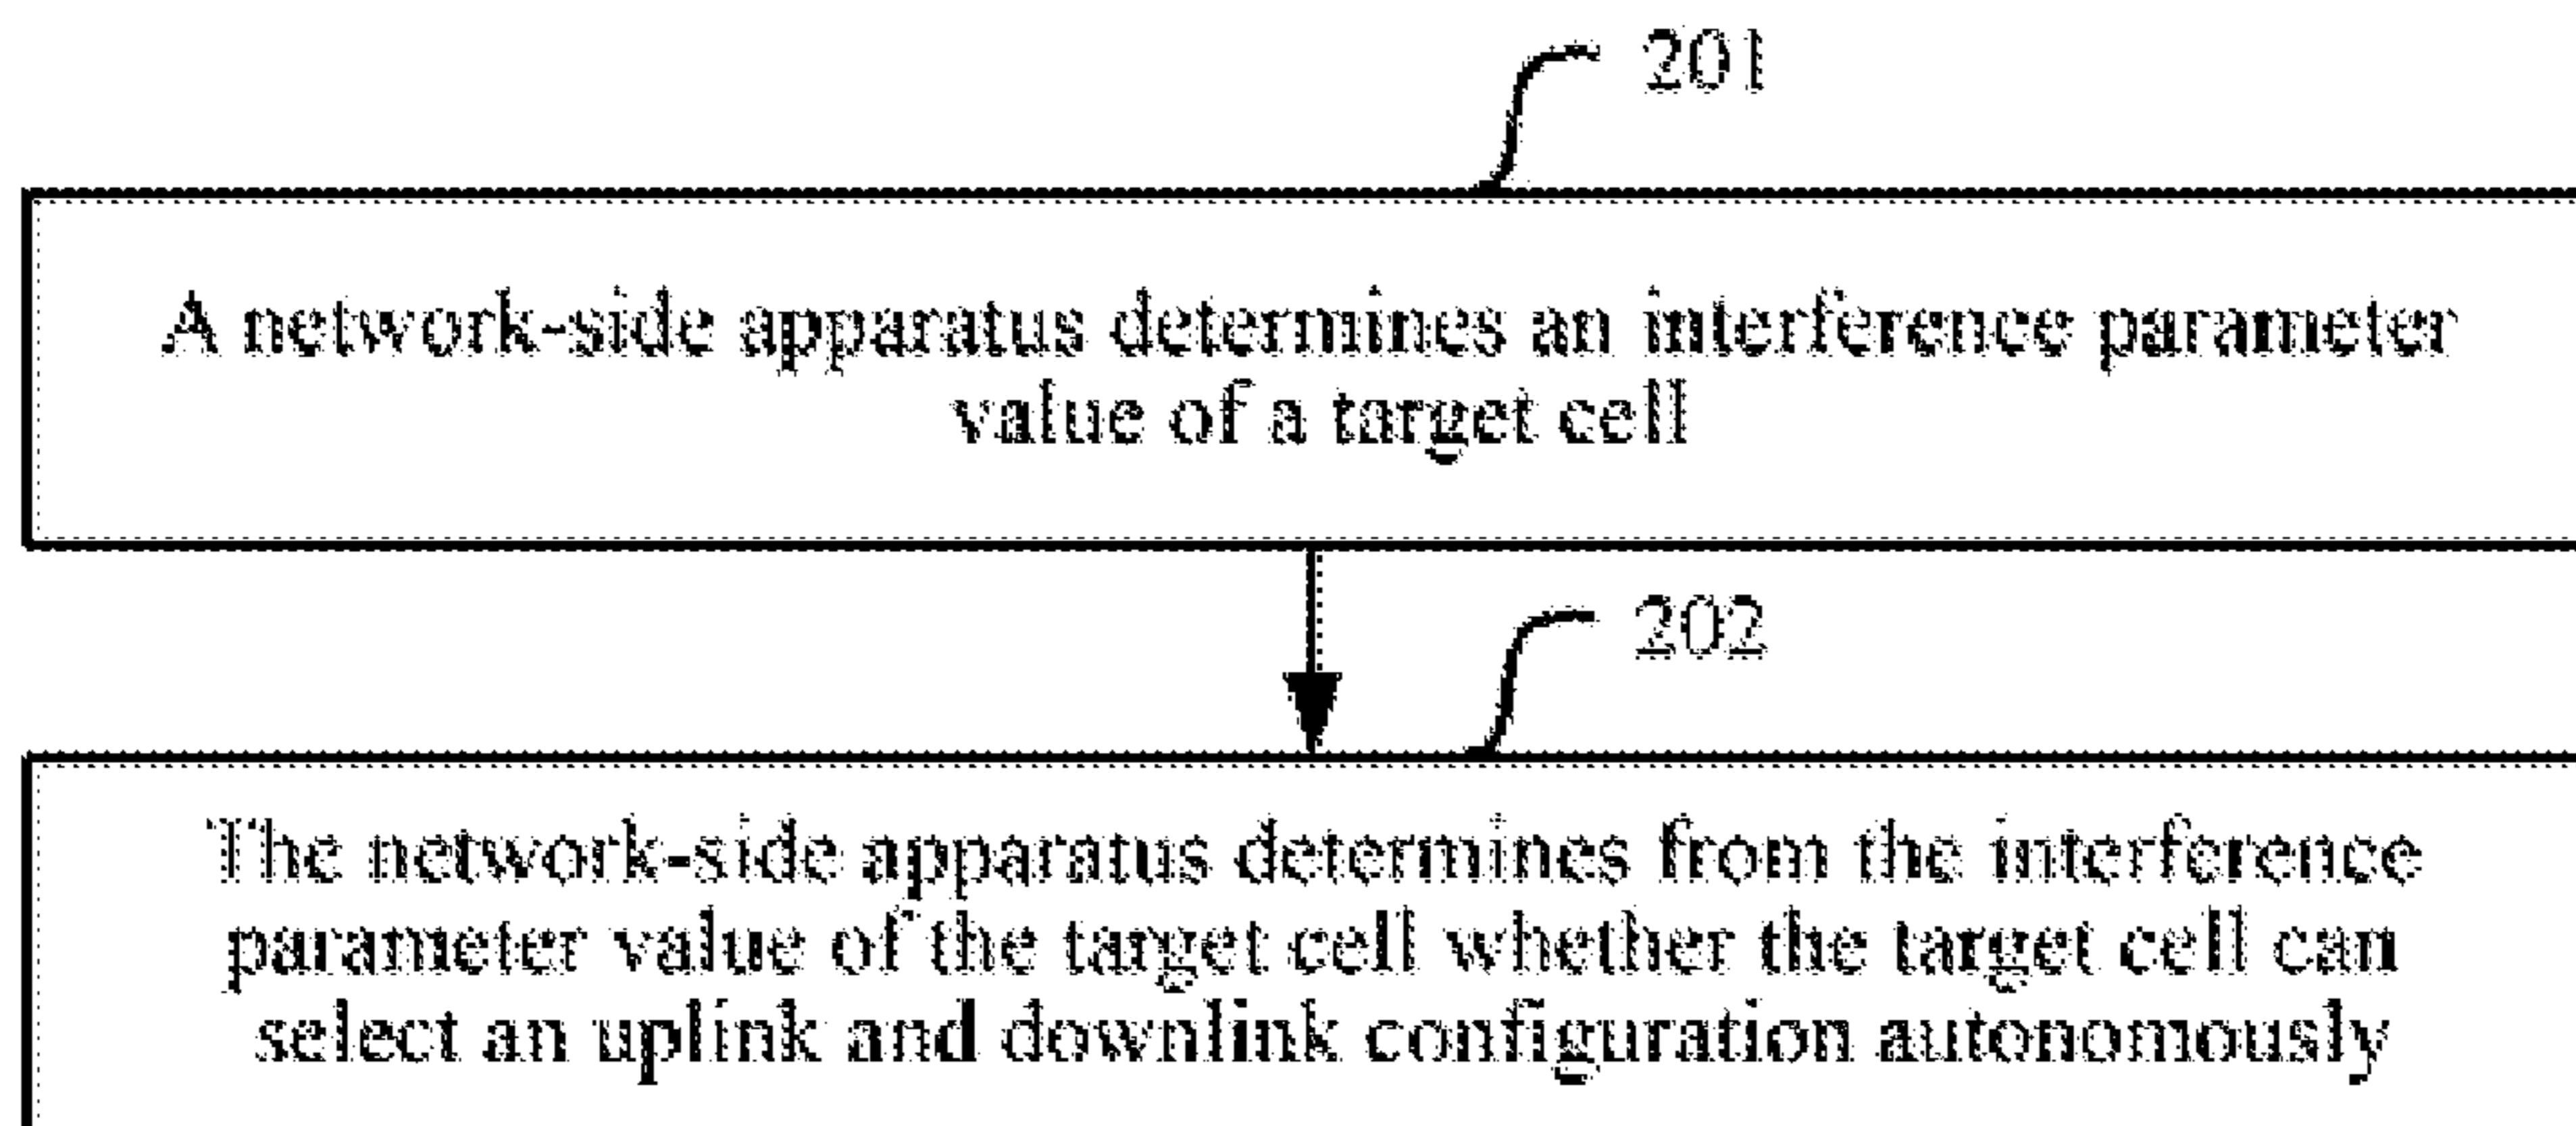 201
A network-side apparatus determines an interference parameter
value of a target cell
202
The network-side apparatus determines from the interference
parameter value of the target cell whether the target cell can
select an uplink and downlink configuration autonomously